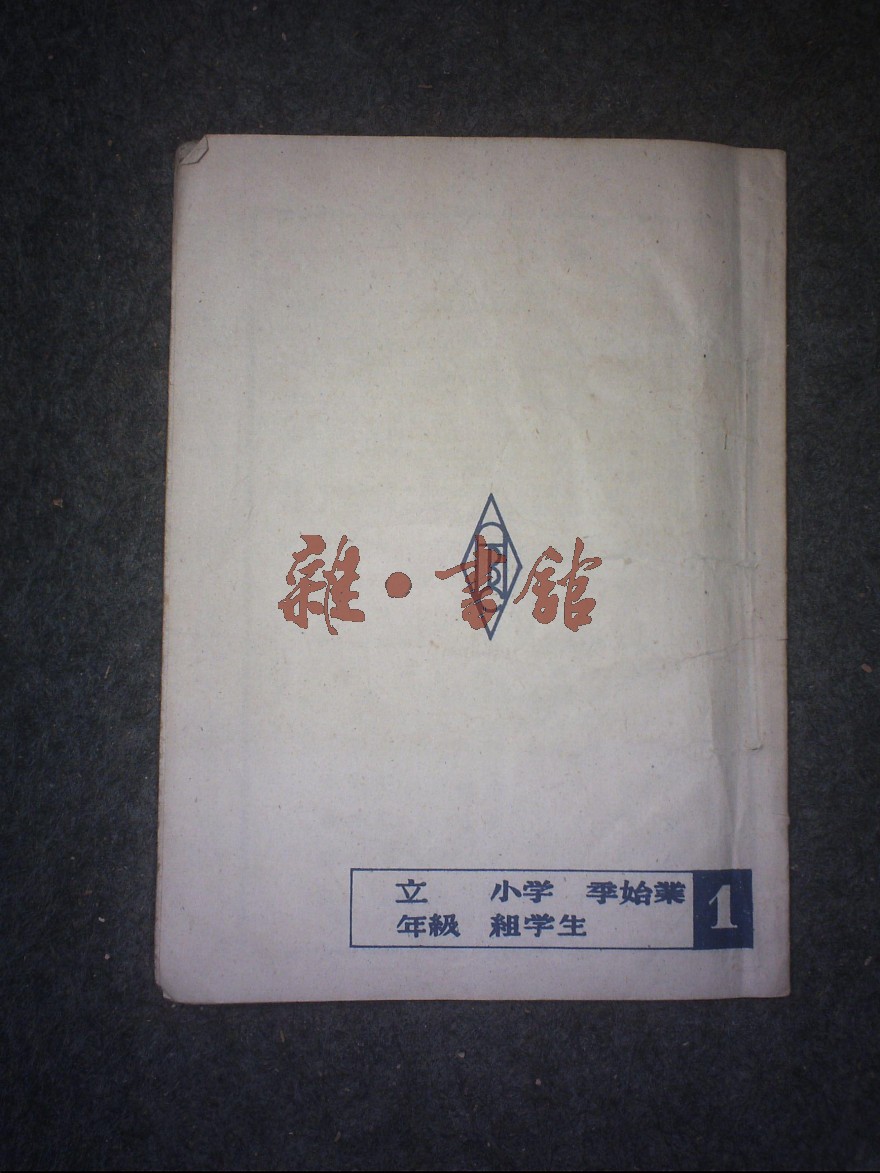 雜·書館
立 小学 季始業
年級 組学生
1